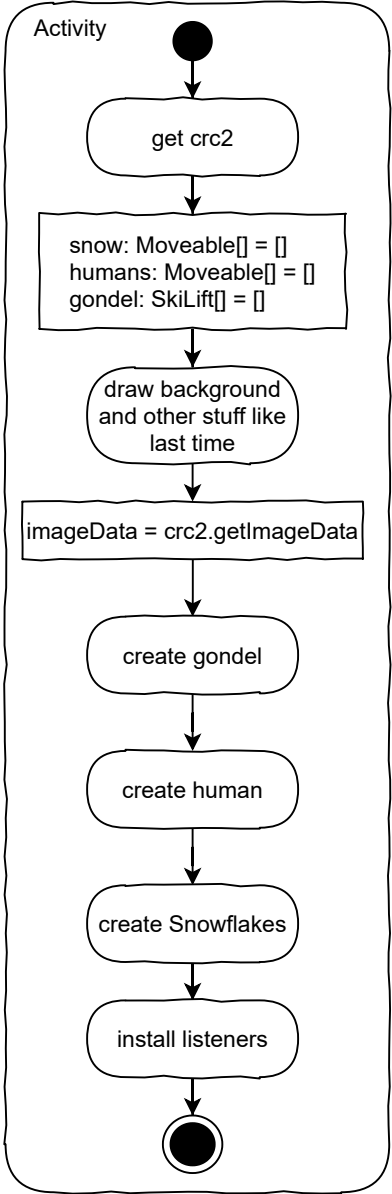 Activity
get crc2
snow: Moveable[] = []
humans: Moveable[] = []
gondel: SkiLift[] = []
draw background
and other stuff like
last time
imageData = crc2.getImageData
create gondel
create human
create Snowflakes
install listeners